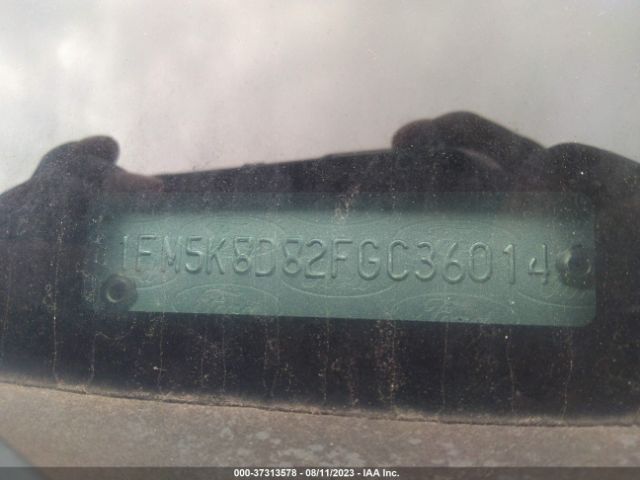 1FM5K8D82FGC36014
000-37313578 - 08/11/2023 - IAA Inc.